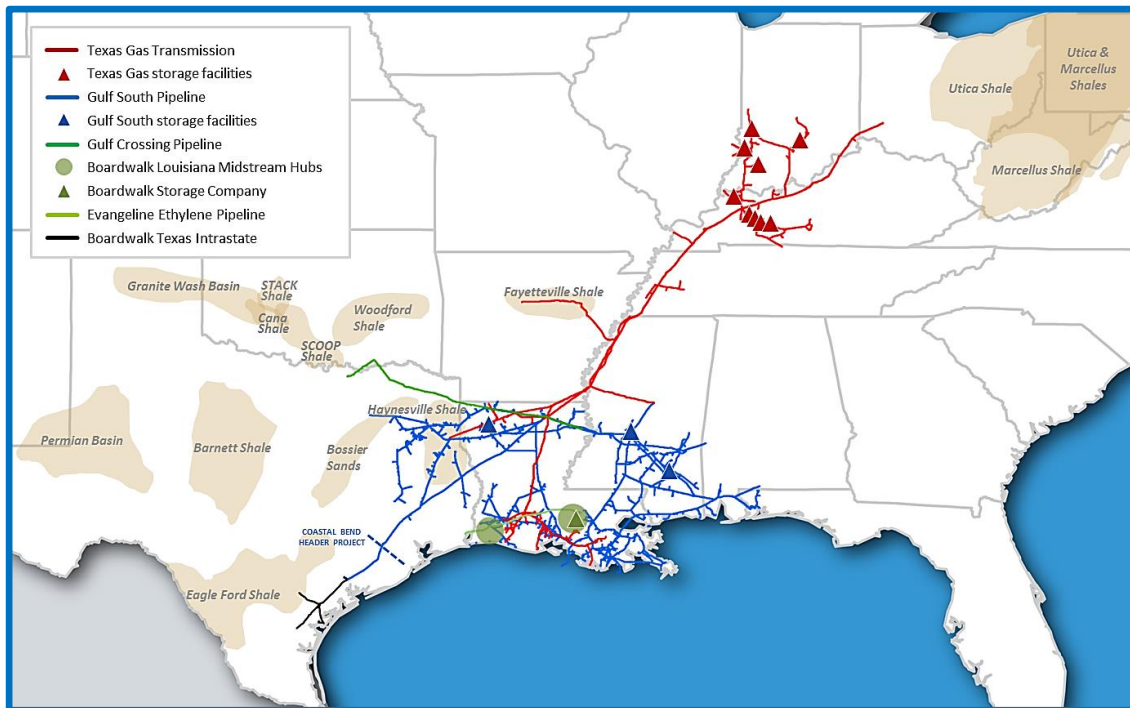 Texas Gas Transmission
Texas Gas storage facilities
Gulf South Pipeline
Gulf South storage facilities
Gulf Crossing Pipeline
Boardwalk Louisiana Midstream Hubs
Boardwalk Storage Company
Evangeline Ethylene Pipeline
Boardwalk Texas Intrastate
Utica &
Marcellus
Shales
Utica Shale
Marcellus Shale
Granite Wash Basin
STACK
Shale
Cana
Shale
SCOOP
Shale
Woodford
Shale
Fayetteville Shale
Haynesville Shale
Permian Basin
Barnett Shale
Bossier
Sands
COASTAL BEND
HEADER PROJECT
Eagle Ford Shale